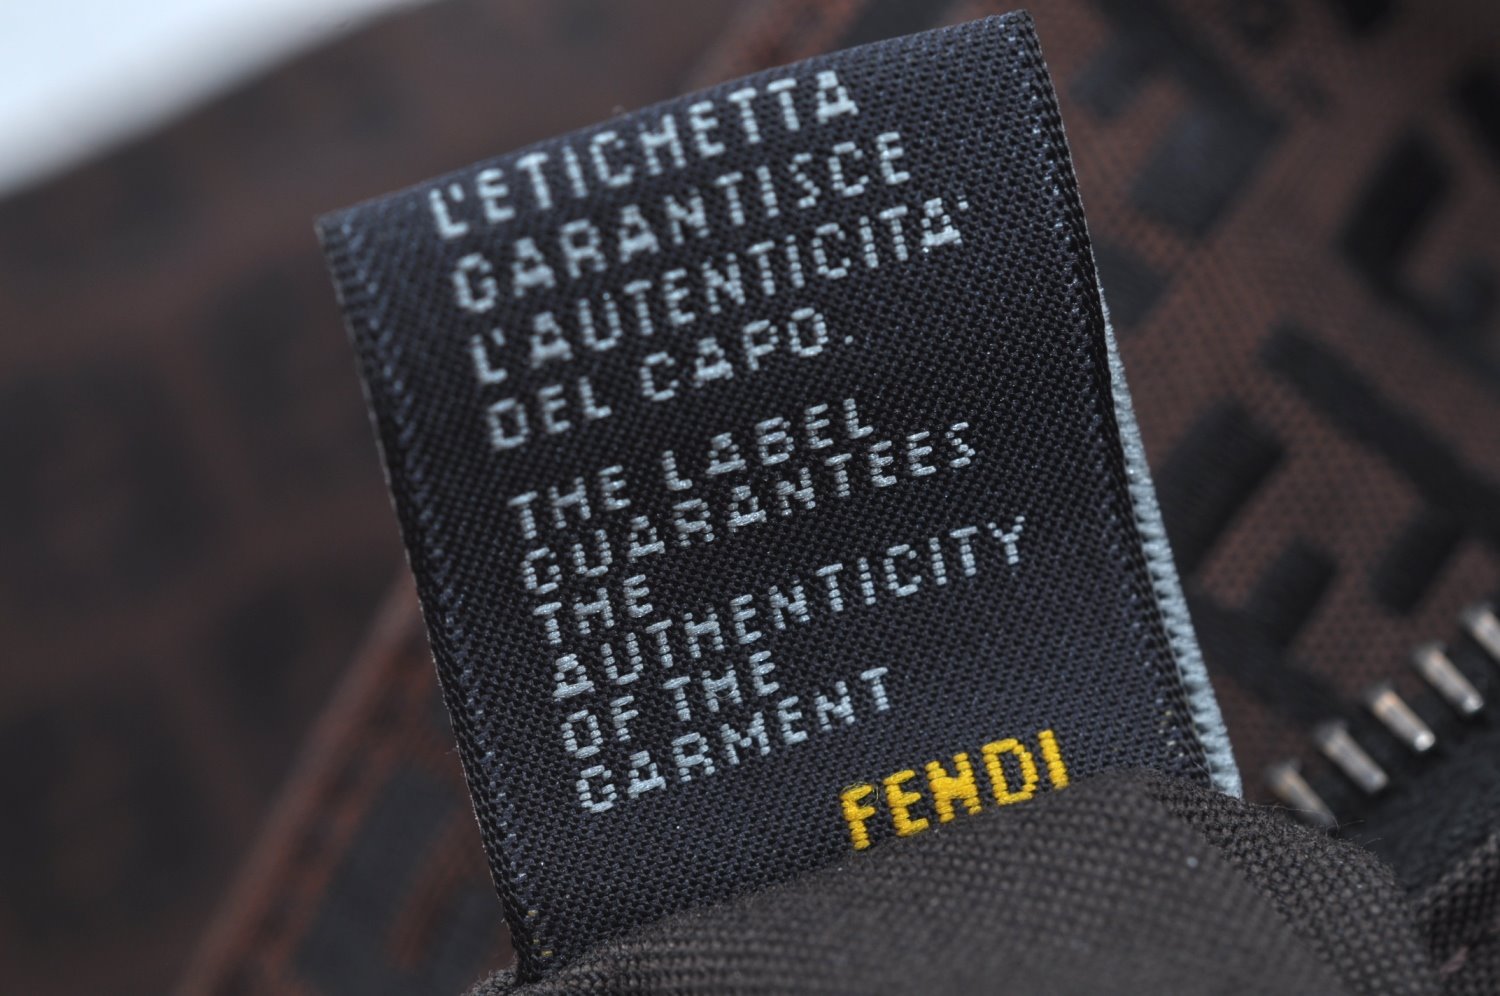 L'ETICHETTA
GARANTISCE
L'AUTENTICITA'
DEL CAPO.
THE LABEL
GUARANTEES
THE
AUTHENTICITY
OF THE
GARMENT
FENDI